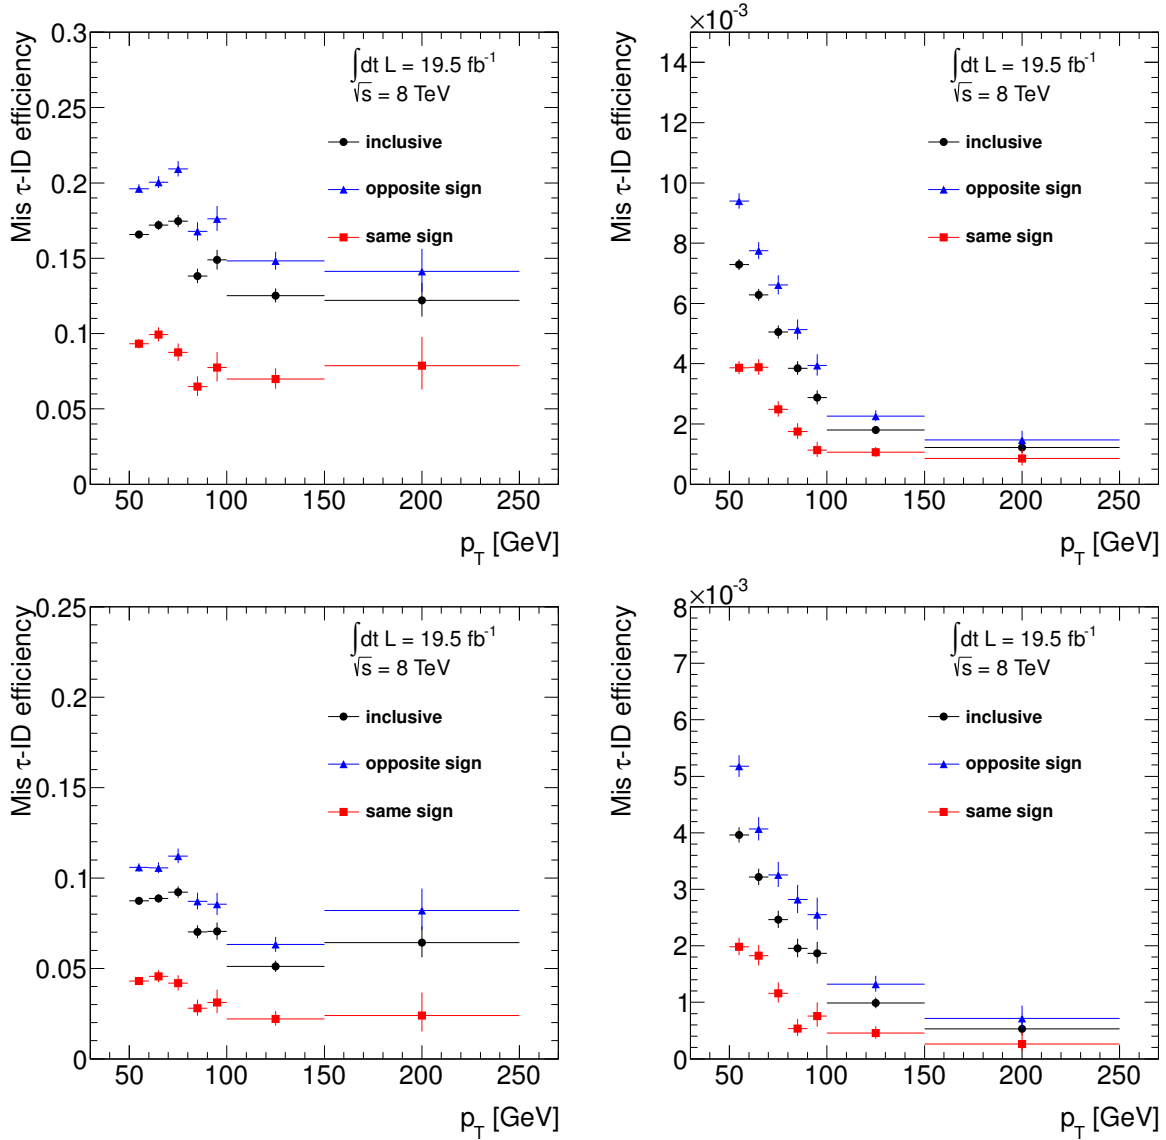 0.3
0.25
0.2
0.15
0.1
0.05
0
Mis τ-ID efficiency
∫dt L = 19.5 fb⁻¹
√s = 8 TeV
inclusive
opposite sign
same sign
50 100 150 200 250
p_T [GeV]
×10⁻³
14
12
10
8
6
4
2
0
Mis τ-ID efficiency
∫dt L = 19.5 fb⁻¹
√s = 8 TeV
inclusive
opposite sign
same sign
50 100 150 200 250
p_T [GeV]
0.25
0.2
0.15
0.1
0.05
0
Mis τ-ID efficiency
∫dt L = 19.5 fb⁻¹
√s = 8 TeV
inclusive
opposite sign
same sign
50 100 150 200 250
p_T [GeV]
×10⁻³
8
7
6
5
4
3
2
1
0
Mis τ-ID efficiency
∫dt L = 19.5 fb⁻¹
√s = 8 TeV
inclusive
opposite sign
same sign
50 100 150 200 250
p_T [GeV]